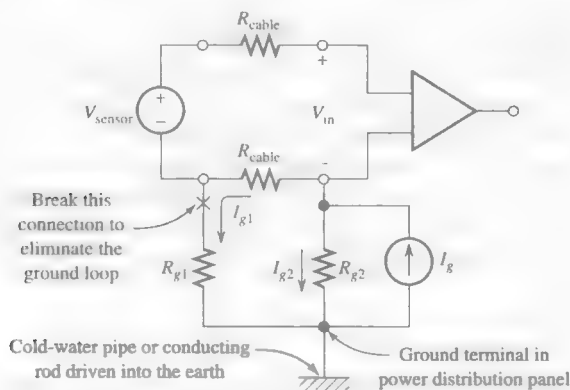 R_cable
+
+
V_sensor
−
V_in
R_cable
-
Break this
connection to
eliminate the
ground loop
I_g1
R_g1
I_g2
R_g2
I_g
Cold-water pipe or conducting
rod driven into the earth
Ground terminal in
power distribution panel